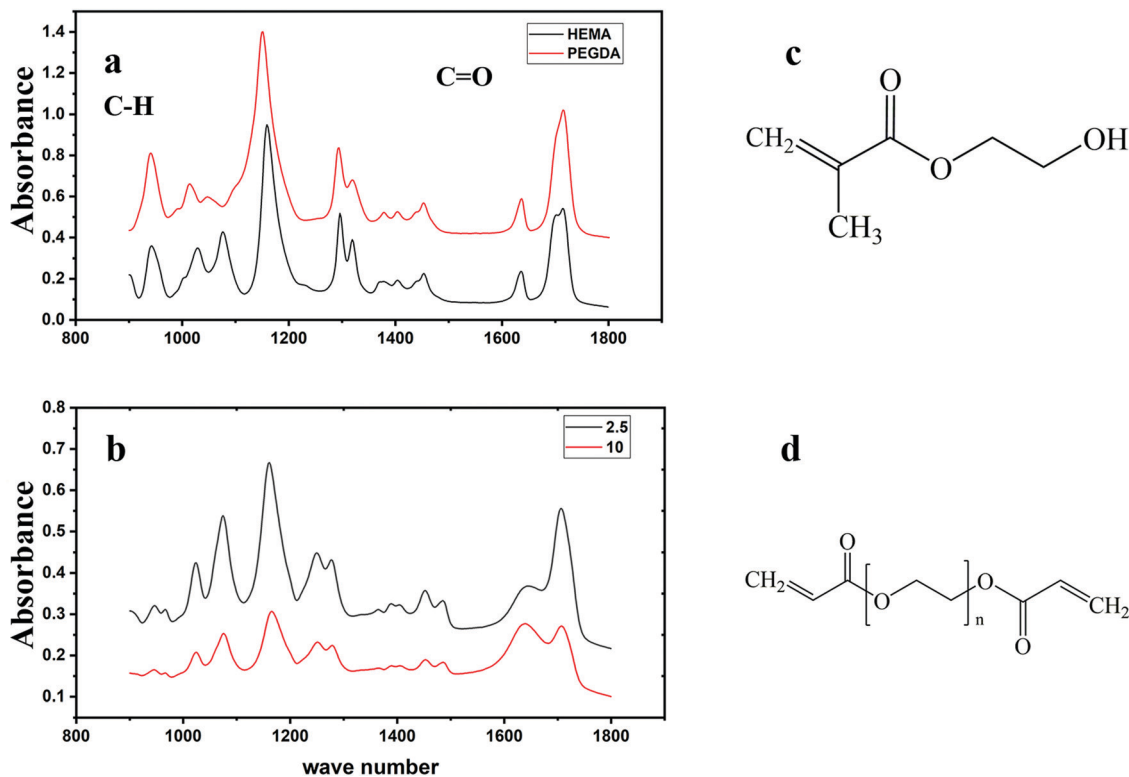 a
C-H
C=O
HEMA
PEGDA
Absorbance
1.4
1.2
1.0
0.8
0.6
0.4
0.2
0.0
800 1000 1200 1400 1600 1800
c
O
CH2
O
OH
CH3
b
2.5
10
Absorbance
0.8
0.7
0.6
0.5
0.4
0.3
0.2
0.1
800 1000 1200 1400 1600 1800
wave number
d
O
CH2
O
n
O
O
CH2